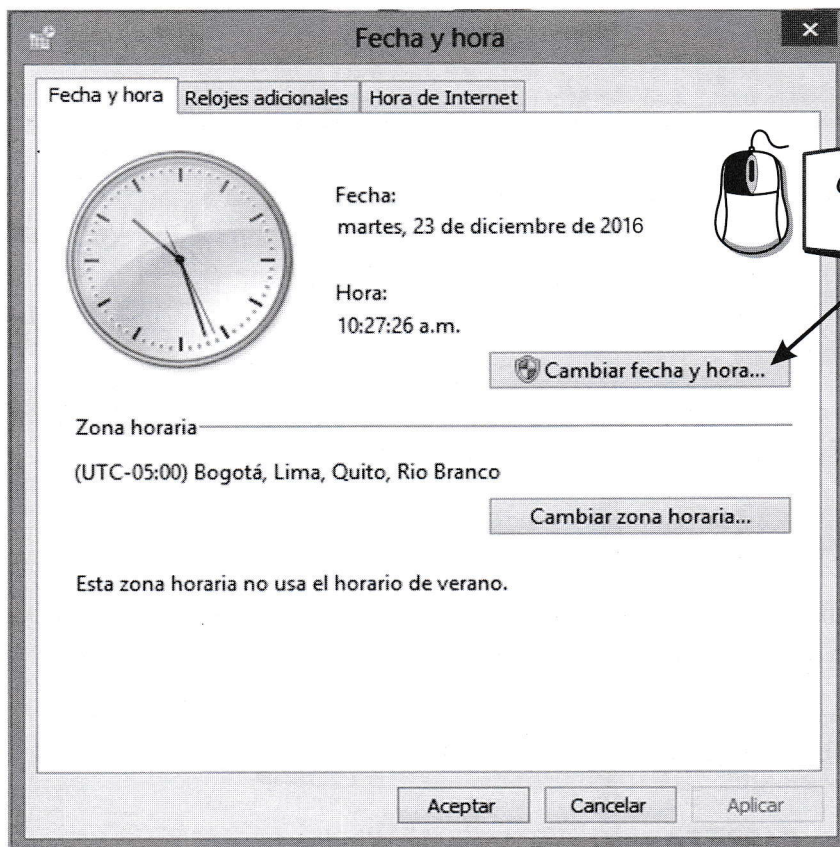 Fecha y hora
Fecha y hora
Relojes adicionales
Hora de Internet
Fecha:
martes, 23 de diciembre de 2016
Hora:
10:27:26 a.m.
Cambiar fecha y hora...
Zona horaria
(UTC-05:00) Bogotá, Lima, Quito, Rio Branco
Cambiar zona horaria...
Esta zona horaria no usa el horario de verano.
Aceptar
Cancelar
Aplicar